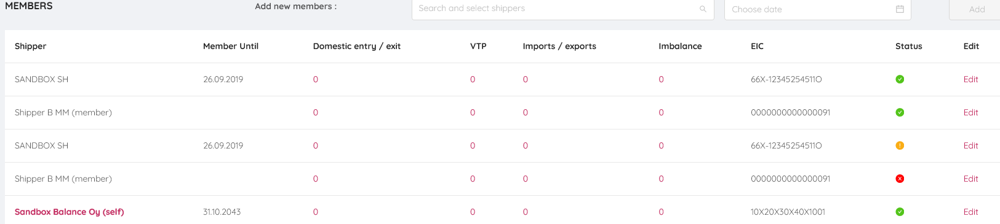 MEMBERS Add new members : Search and select shippers Choose date Add
Shipper Member Until Domestic entry / exit VTP Imports / exports Imbalance EIC Status Edit
SANDBOX SH 26.09.2019 0 0 0 0 66X-12345254511O Edit
Shipper B MM (member) 0 0 0 0 0000000000000091 Edit
SANDBOX SH 26.09.2019 0 0 0 0 66X-12345254511O Edit
Shipper B MM (member) 0 0 0 0 0000000000000091 Edit
Sandbox Balance Oy (self) 31.10.2043 0 0 0 0 10X20X30X40X1001 Edit